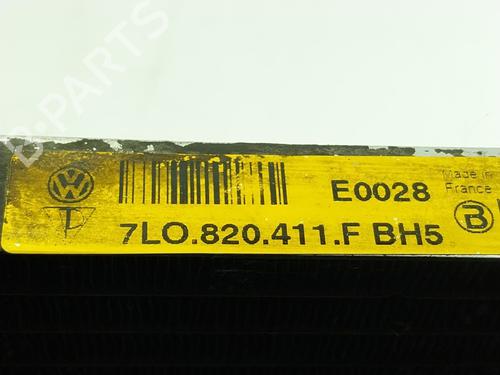 B-PARTS
Made in
France
E0028
7LO.820.411.F BH5
B